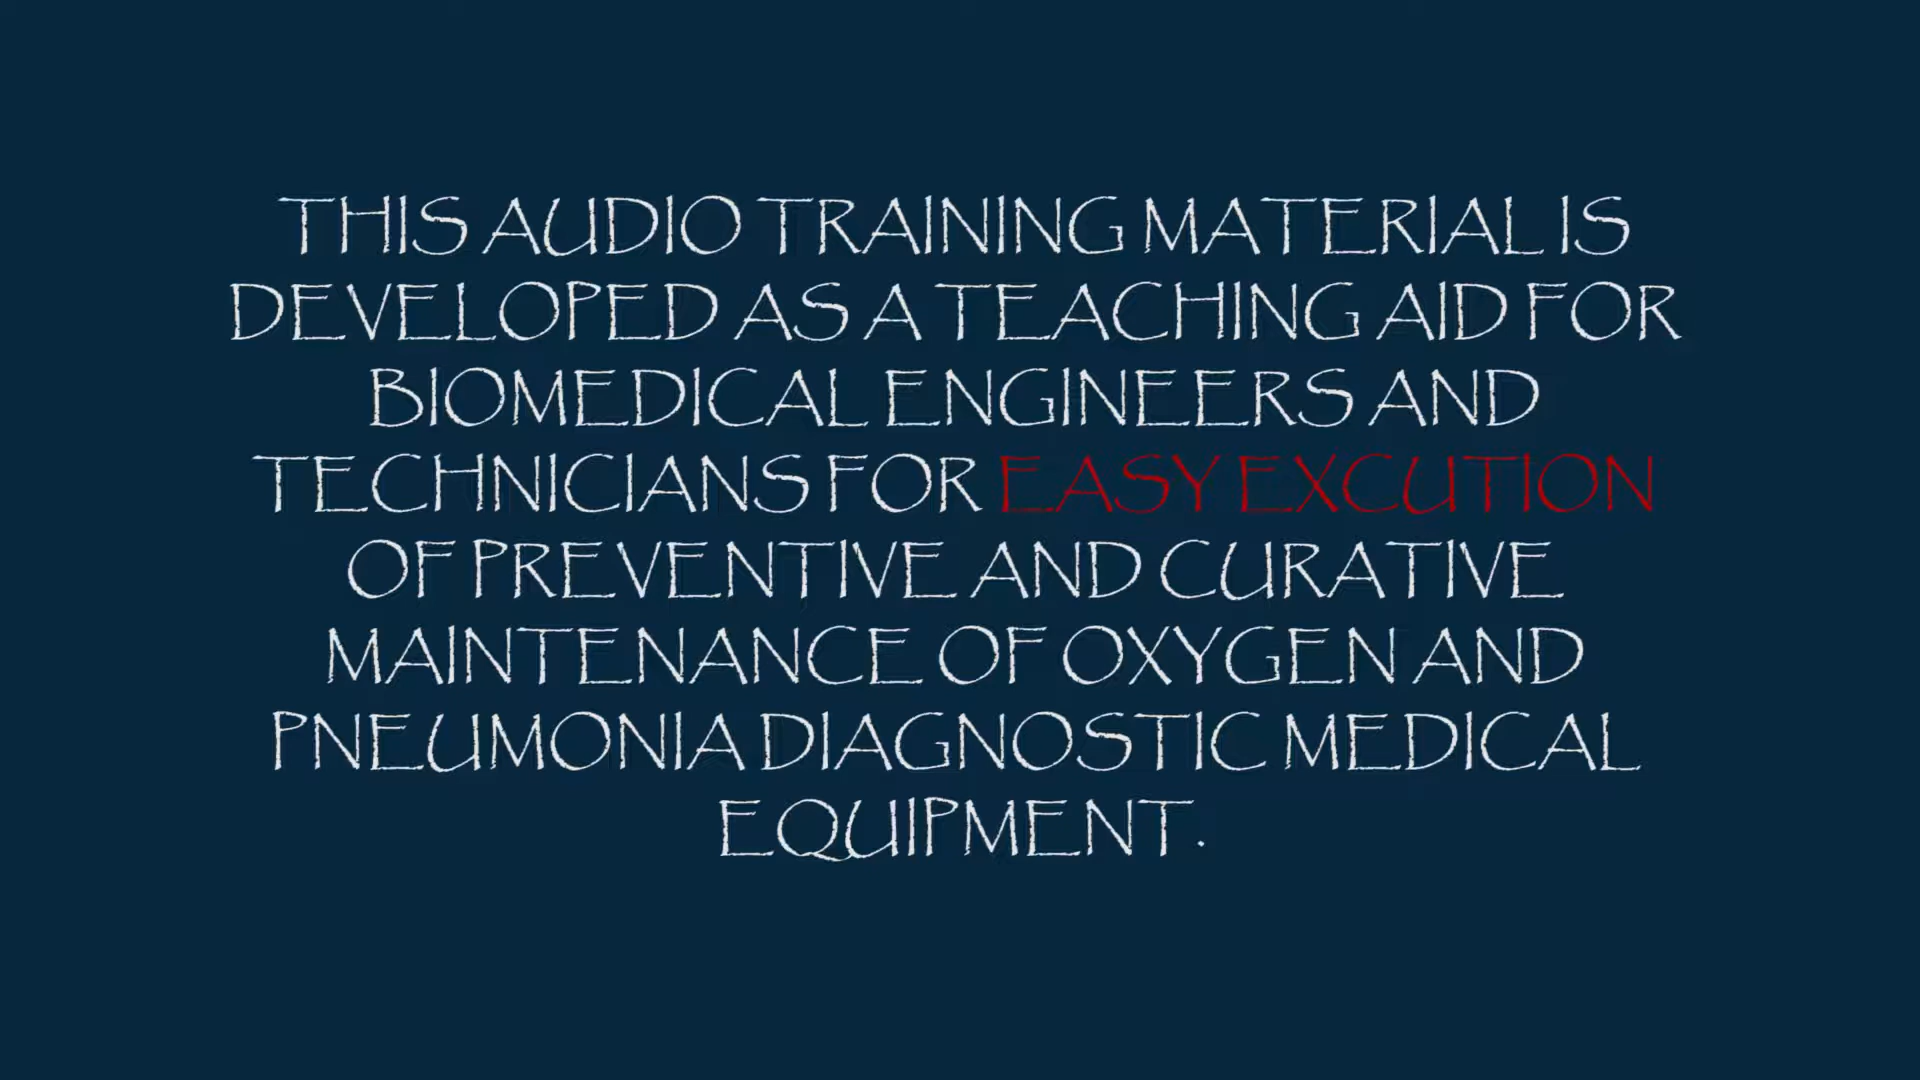 THIS AUDIO TRAINING MATERIAL IS
DEVELOPED AS A TEACHING AID FOR
BIOMEDICAL ENGINEERS AND
TECHNICIANS FOR EASY EXCUTION
OF PREVENTIVE AND CURATIVE
MAINTENANCE OF OXYGEN AND
PNEUMONIA DIAGNOSTIC MEDICAL
EQUIPMENT.